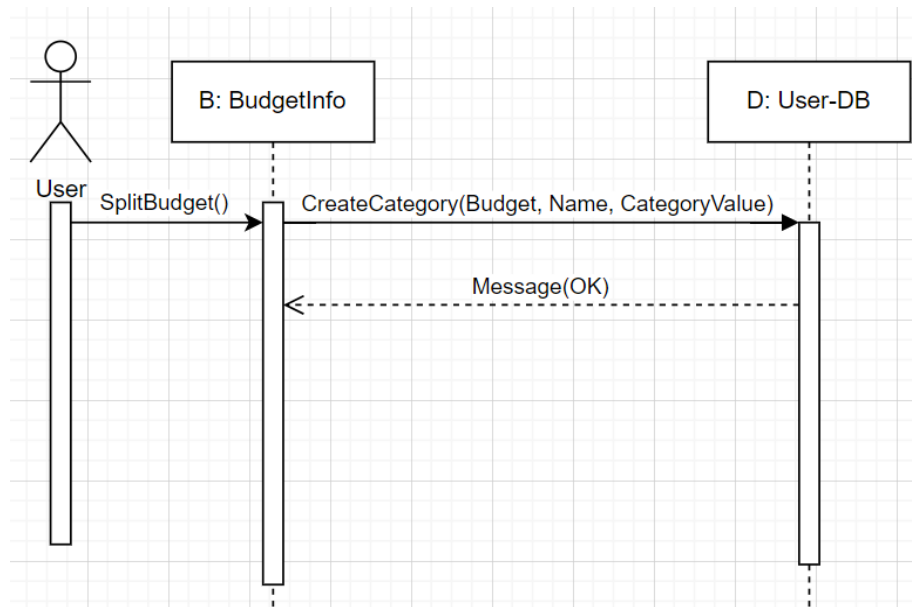 B: BudgetInfo
D: User-DB
User
SplitBudget()
CreateCategory(Budget, Name, CategoryValue)
Message(OK)